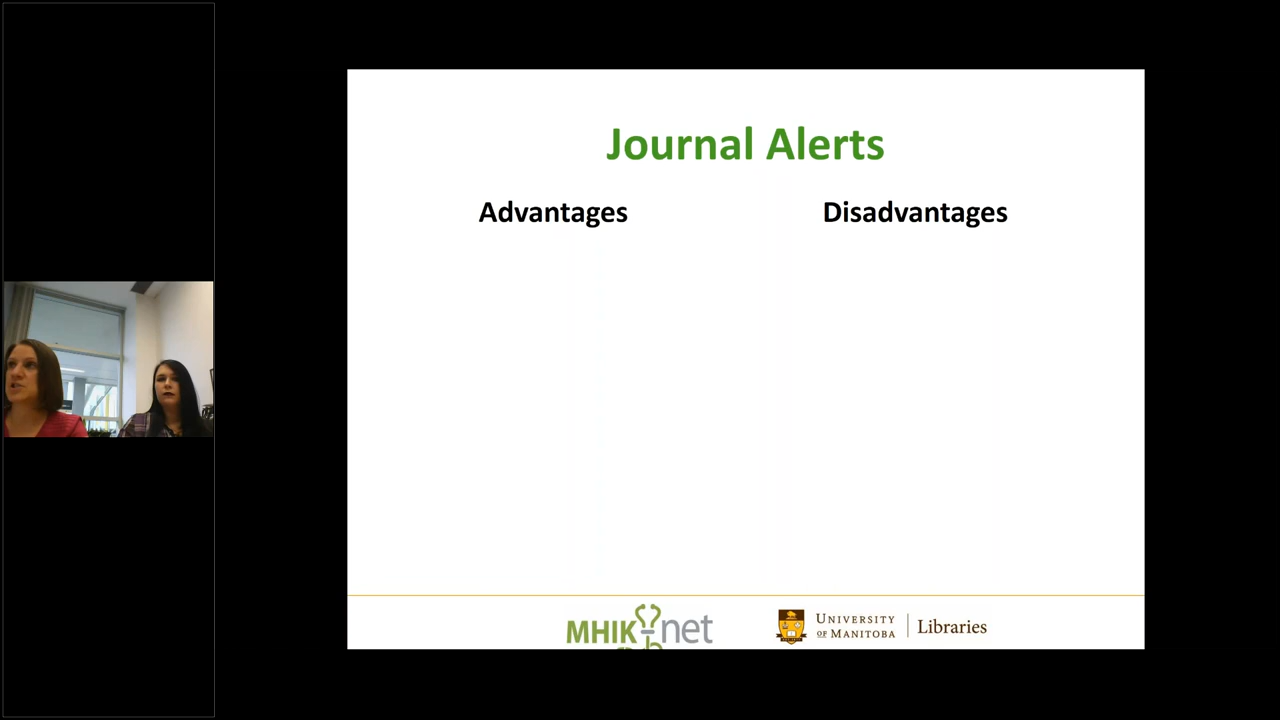 Journal Alerts
Advantages
Disadvantages
MHIK-net
UNIVERSITY
OF MANITOBA
Libraries